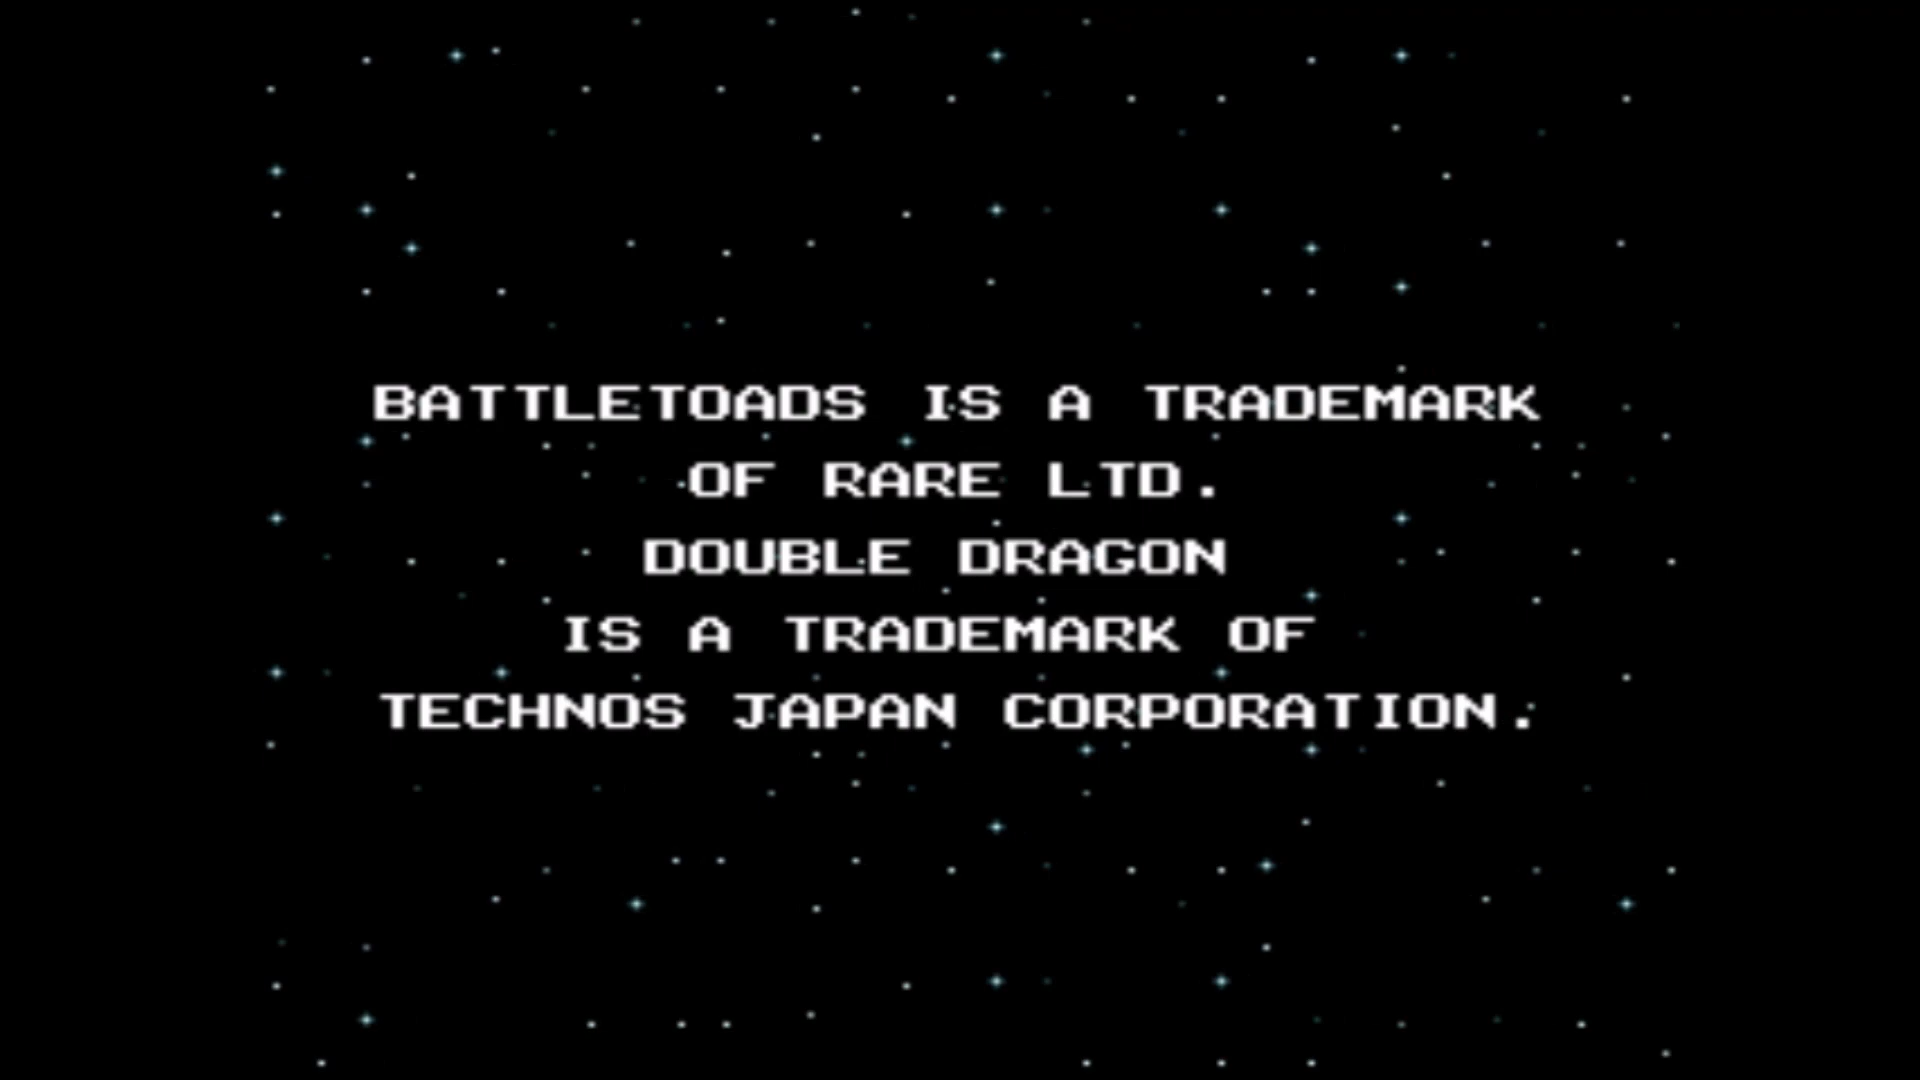 BATTLETOADS IS A TRADEMARK
OF RARE LTD.
DOUBLE DRAGON
IS A TRADEMARK OF
TECHNOS JAPAN CORPORATION.